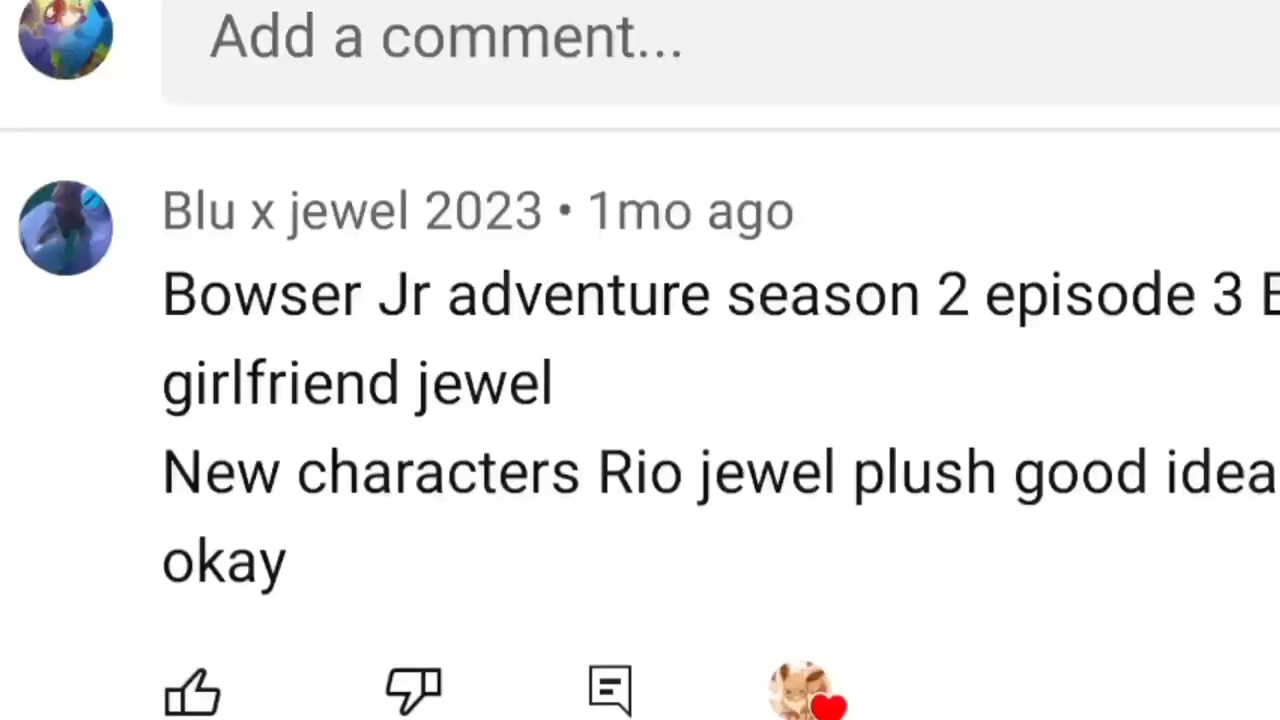 Add a comment...
Blu x jewel 2023 • 1mo ago
Bowser Jr adventure season 2 episode 3
girlfriend jewel
New characters Rio jewel plush good idea
okay